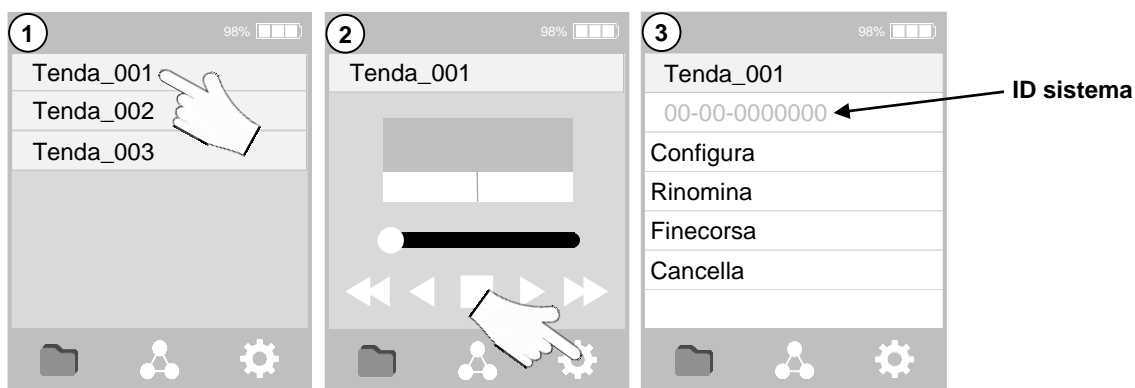 1
98%
Tenda_001
Tenda_002
Tenda_003
2
98%
Tenda_001
3
98%
Tenda_001
00-00-0000000
Configura
Rinomina
Finecorsa
Cancella
ID sistema